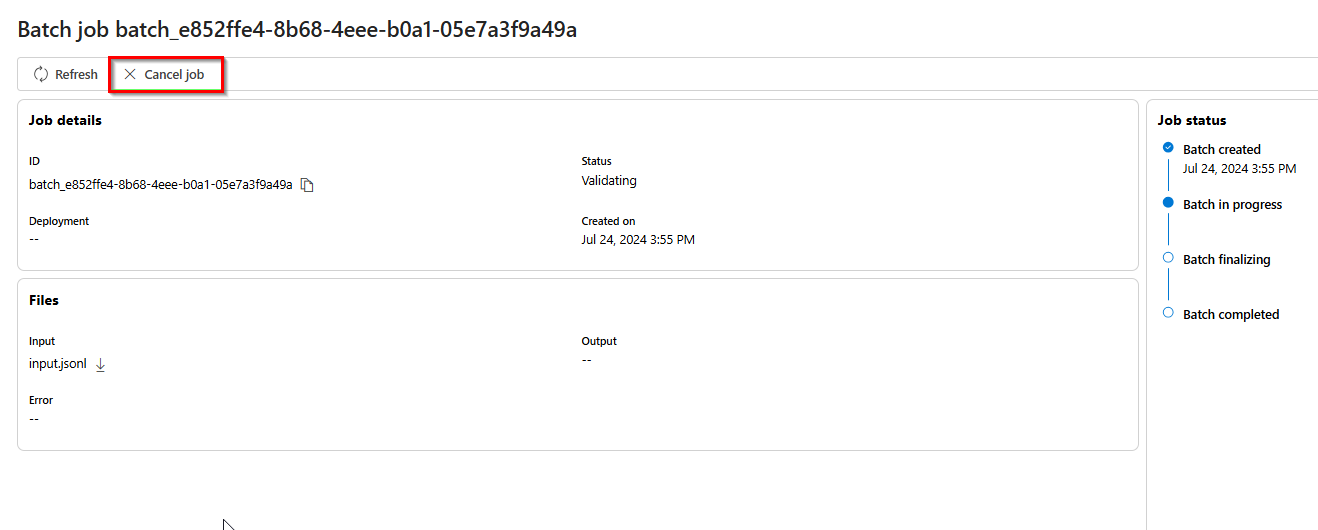 Batch job batch_e852ffe4-8b68-4eee-b0a1-05e7a3f9a49a
Refresh
Cancel job
Job details
ID
batch_e852ffe4-8b68-4eee-b0a1-05e7a3f9a49a
Status
Validating
Deployment
--
Created on
Jul 24, 2024 3:55 PM
Files
Input
input.jsonl
Output
--
Error
--
Job status
Batch created
Jul 24, 2024 3:55 PM
Batch in progress
Batch finalizing
Batch completed